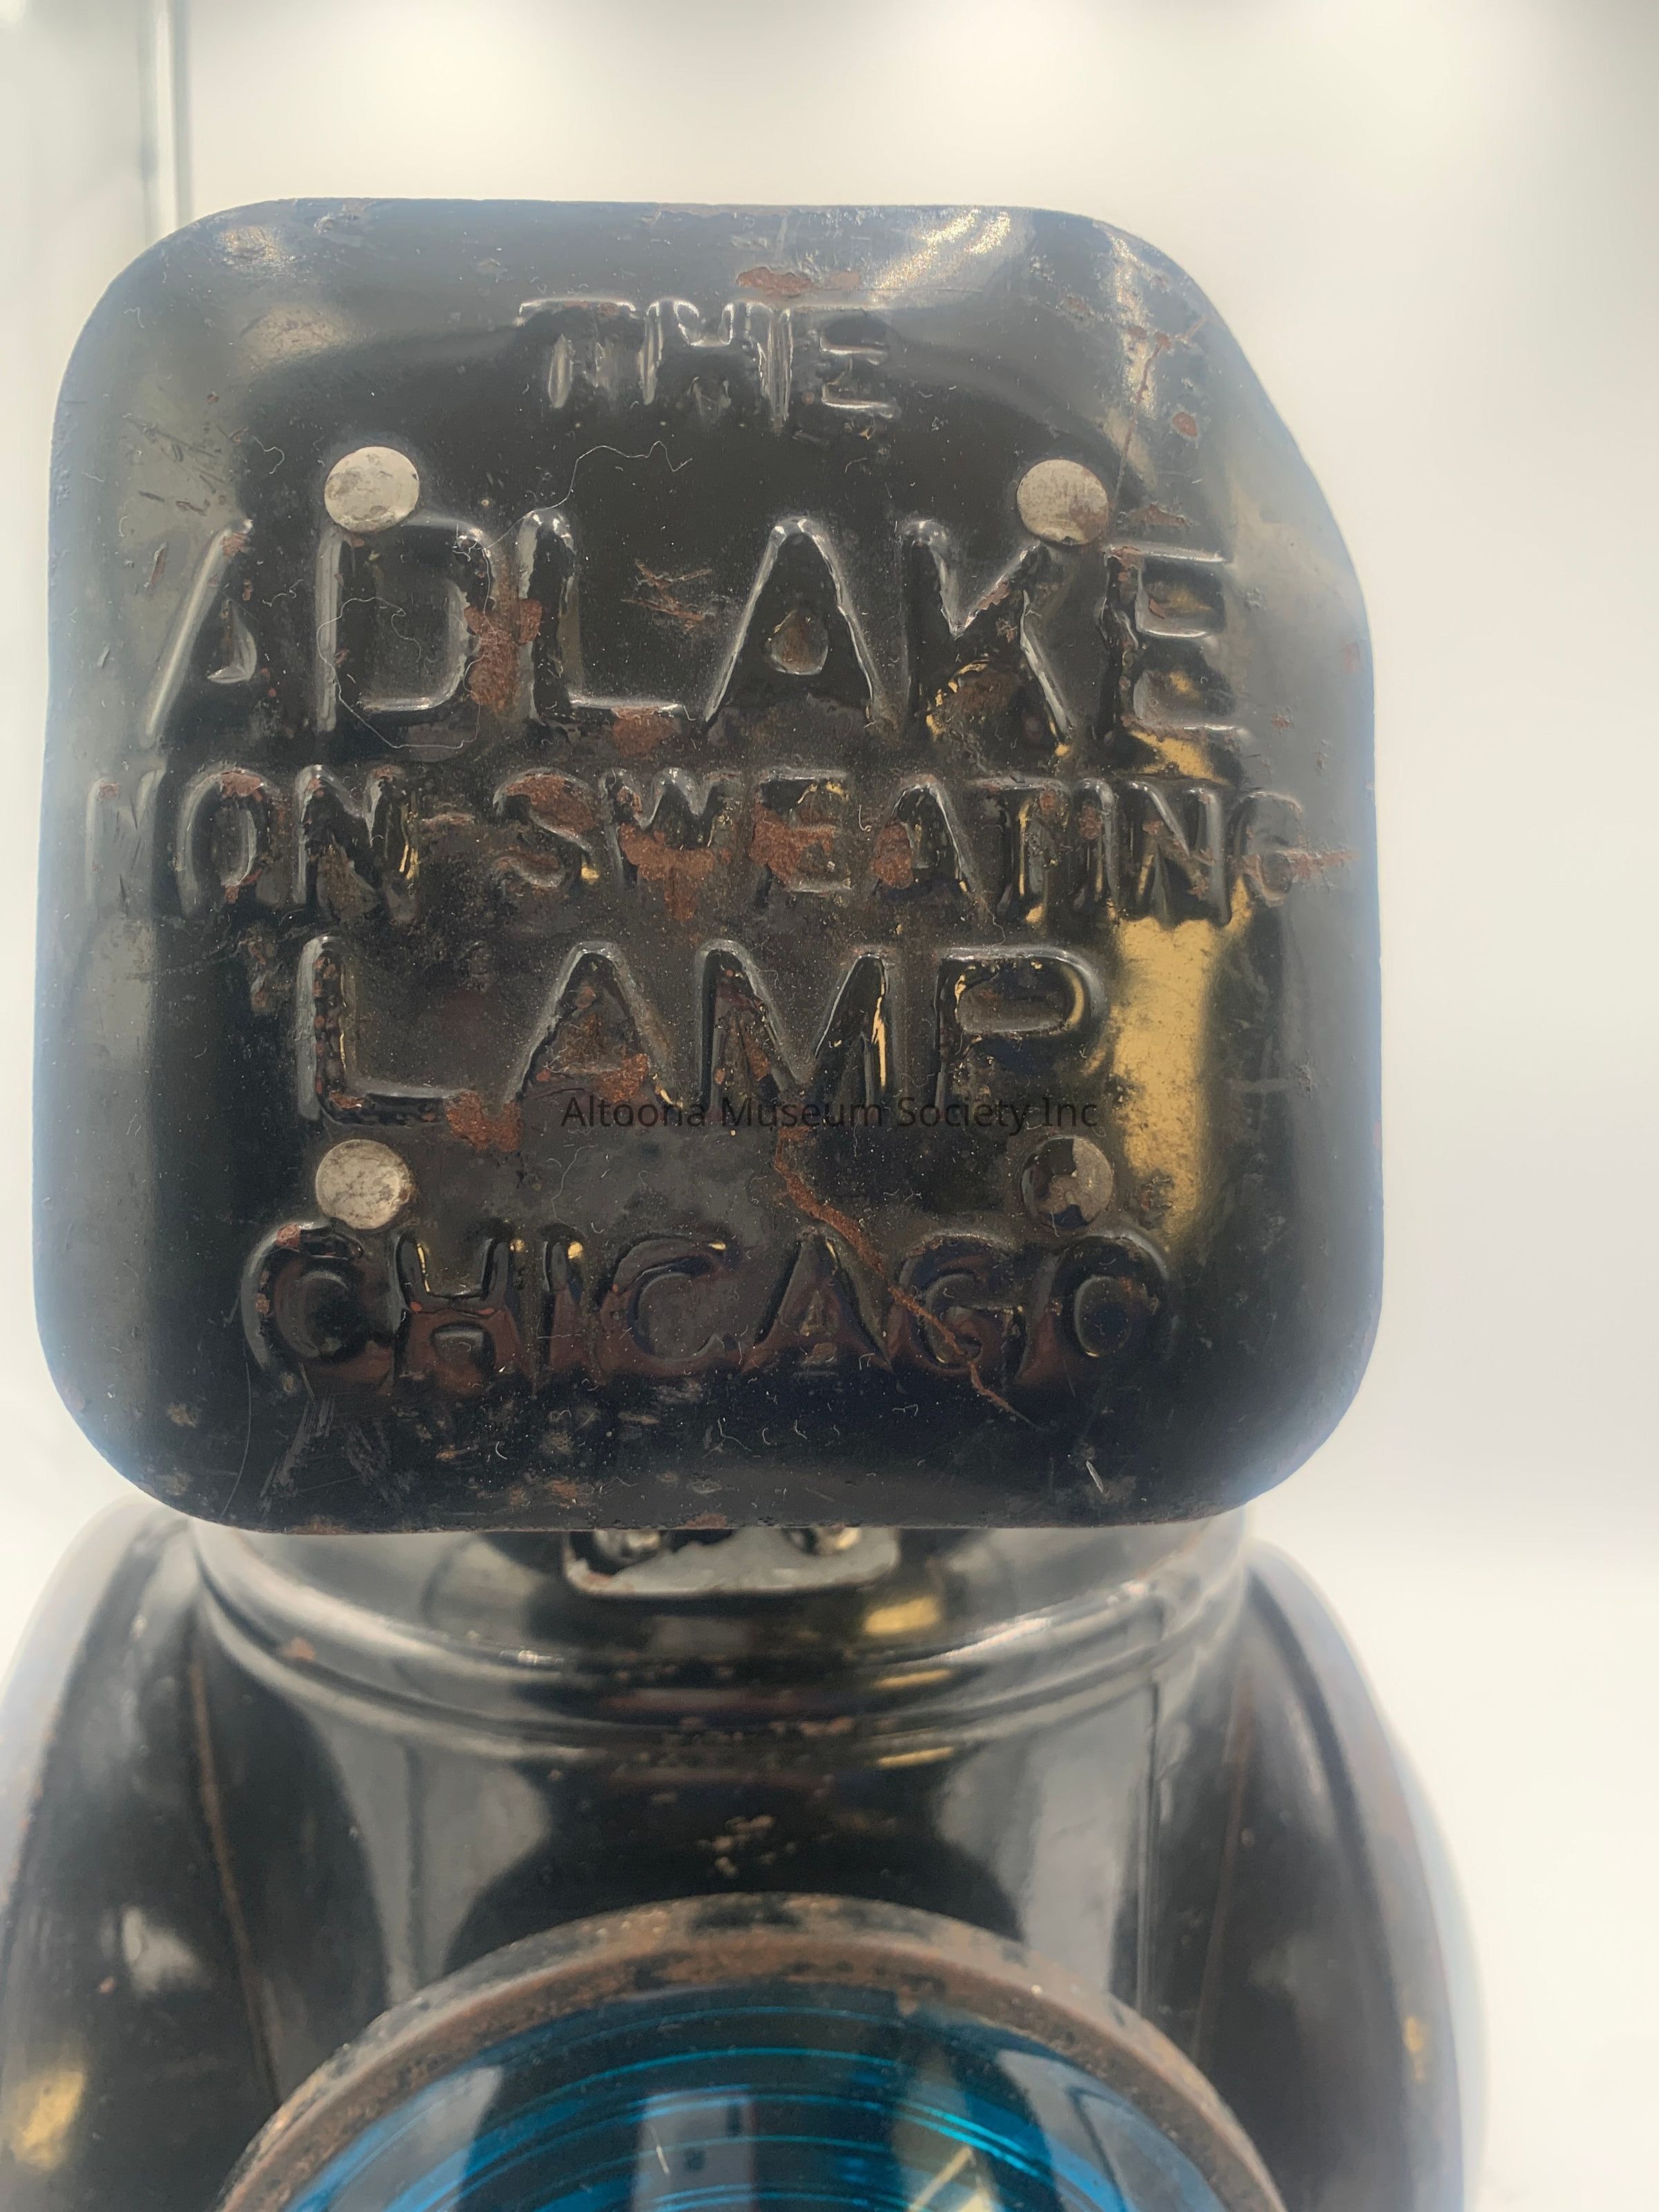 THE
ADLAKE
NON-SWEATING
LAMP
Altoona Museum Society Inc
CHICAGO